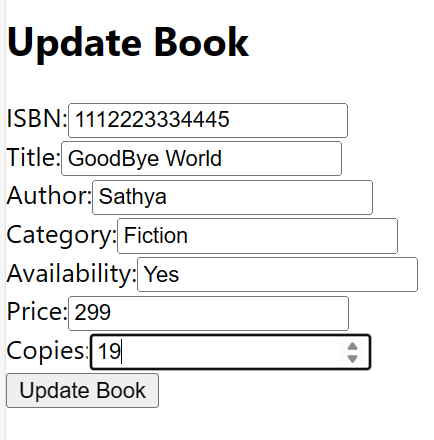 Update Book
ISBN: 1112223334445
Title: GoodBye World
Author: Sathya
Category: Fiction
Availability: Yes
Price: 299
Copies: 19
Update Book